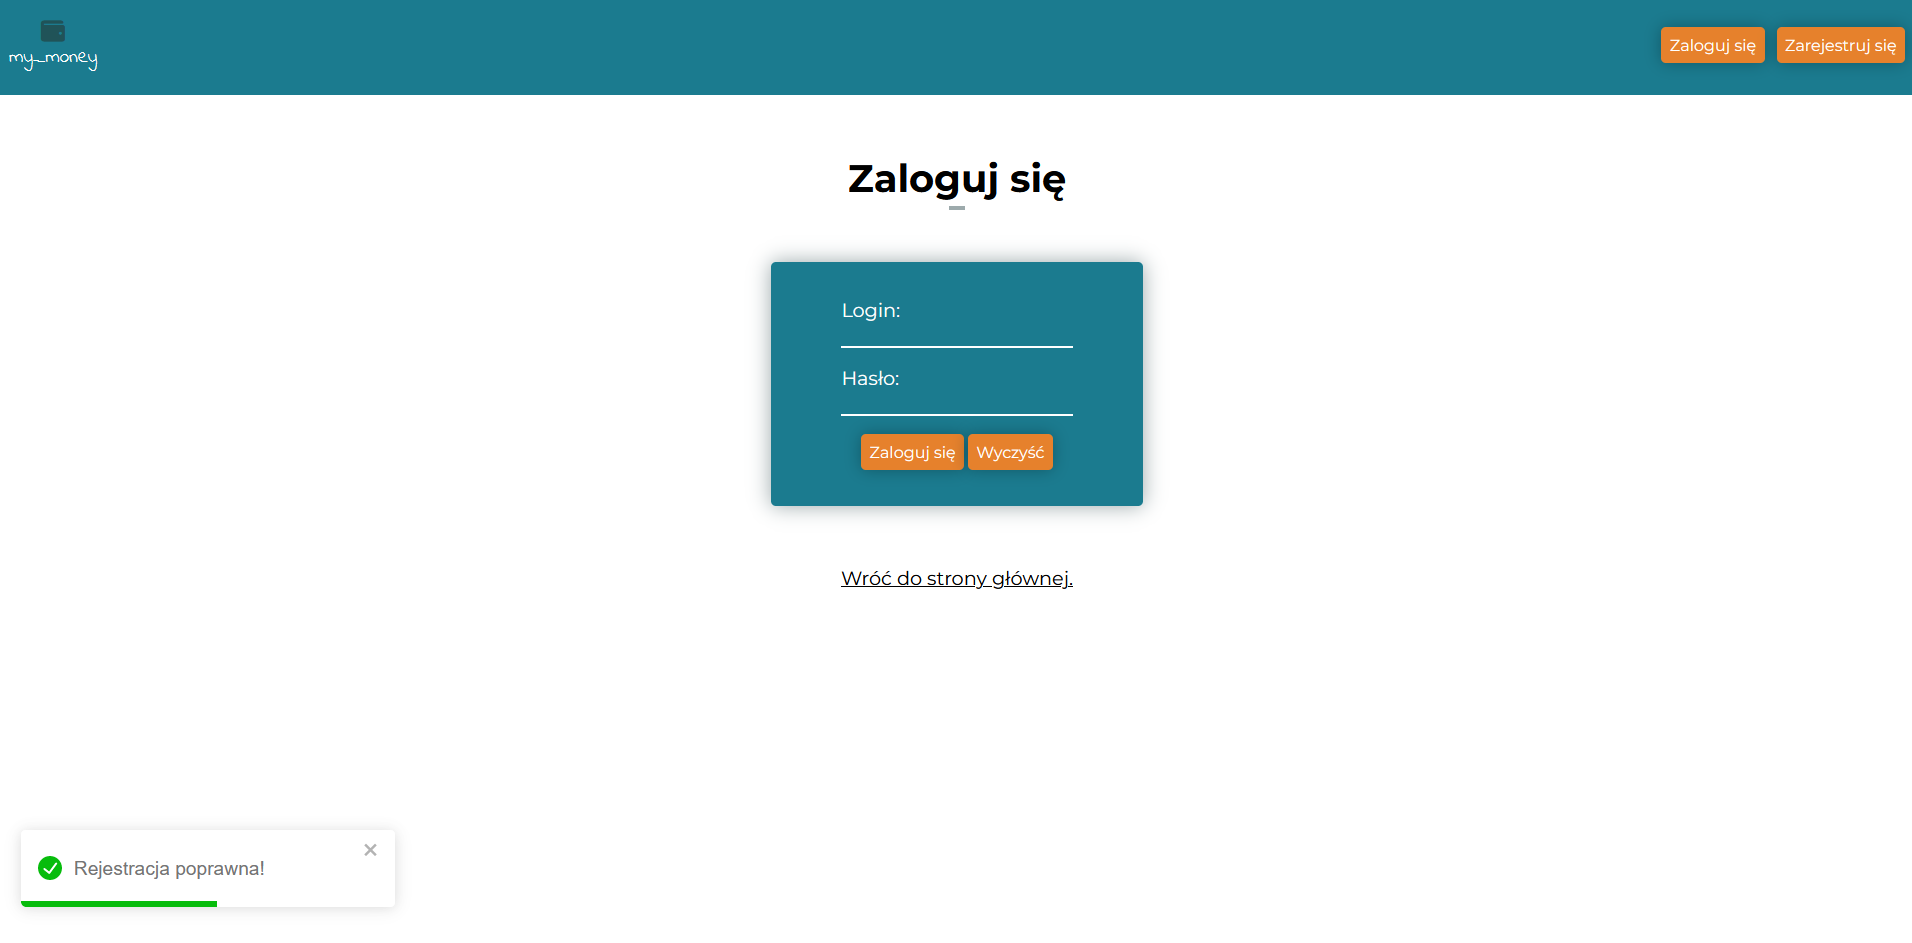 my_money
Zaloguj się
Zarejestruj się
Zaloguj się
Login:
Hasło:
Zaloguj się
Wyczyść
Wróć do strony głównej.
Rejestracja poprawna!